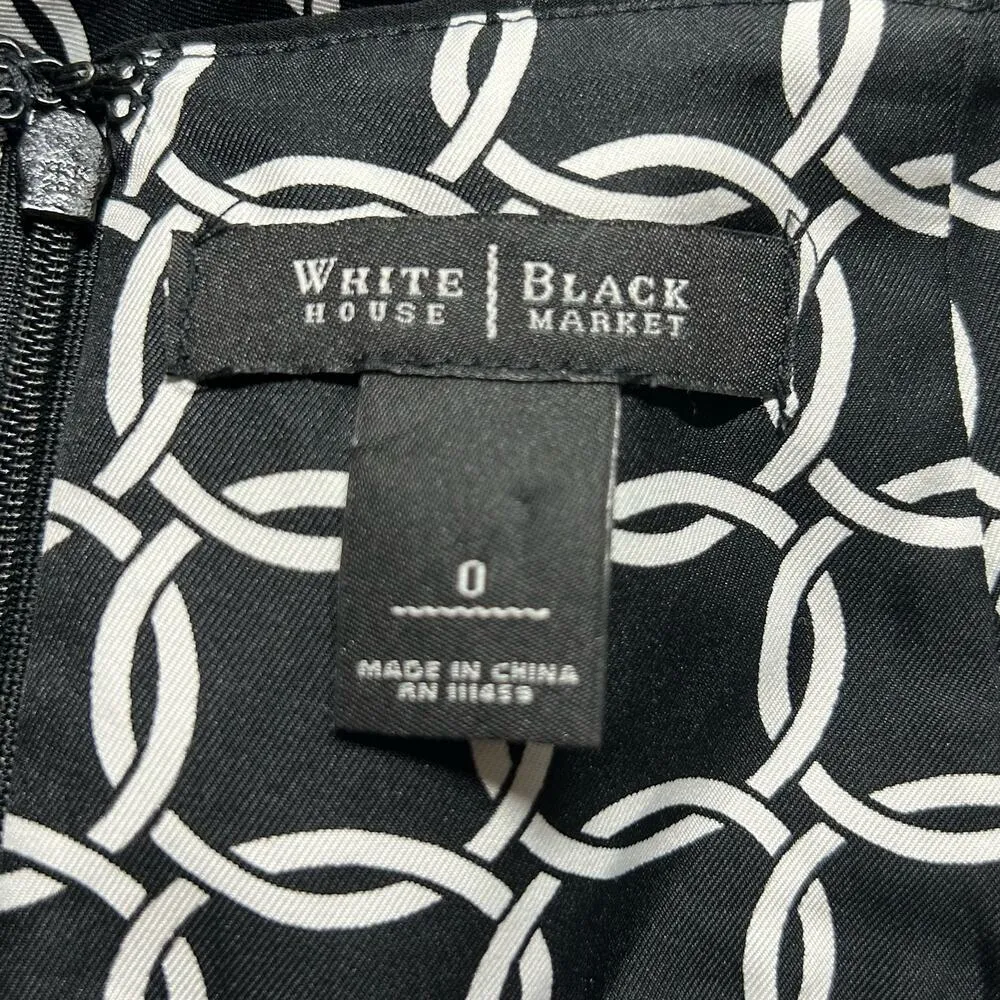 WHITE | BLACK
HOUSE | MARKET
0
MADE IN CHINA
RN 111459